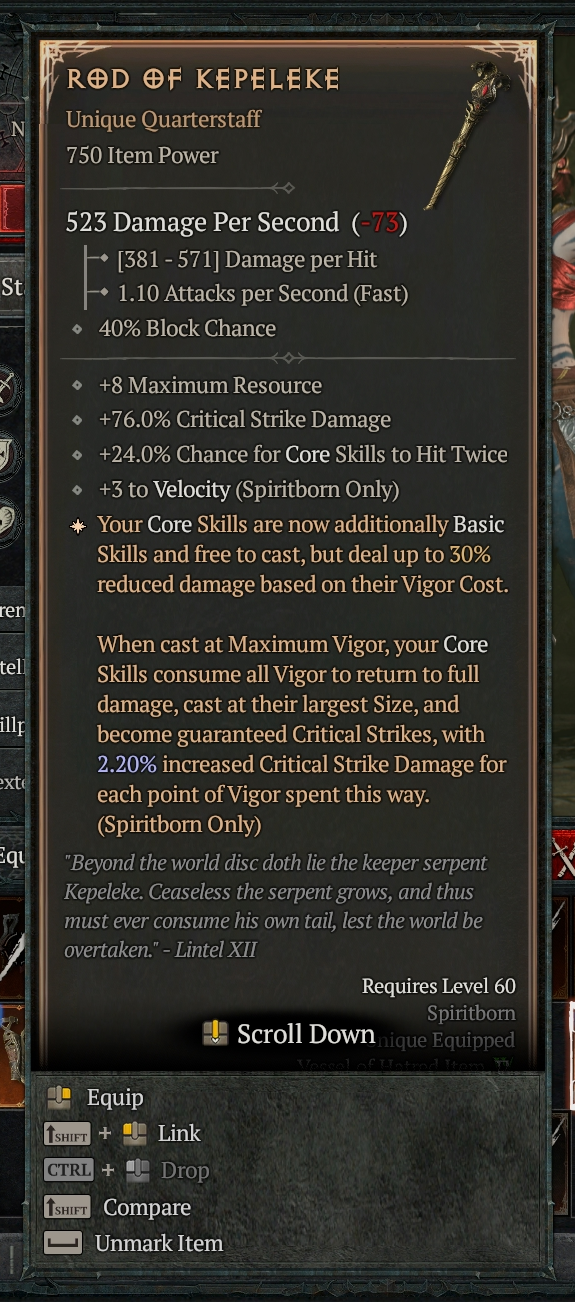 ROD OF KEPELEKE
Unique Quarterstaff
750 Item Power
523 Damage Per Second (-73)
[381 - 571] Damage per Hit
1.10 Attacks per Second (Fast)
40% Block Chance
+8 Maximum Resource
+76.0% Critical Strike Damage
+24.0% Chance for Core Skills to Hit Twice
+3 to Velocity (Spiritborn Only)
Your Core Skills are now additionally Basic
Skills and free to cast, but deal up to 30%
reduced damage based on their Vigor Cost.
When cast at Maximum Vigor, your Core
Skills consume all Vigor to return to full
damage, cast at their largest Size, and
become guaranteed Critical Strikes, with
2.20% increased Critical Strike Damage for
each point of Vigor spent this way.
(Spiritborn Only)
"Beyond the world disc doth lie the keeper serpent
Kepeleke. Ceaseless the serpent grows, and thus
must ever consume his own tail, lest the world be
overtaken." - Lintel XII
Requires Level 60
Spiritborn
Scroll Down
nique Equipped
Vessel of Hatred Item
Equip
SHIFT + Link
CTRL + Drop
SHIFT Compare
Unmark Item